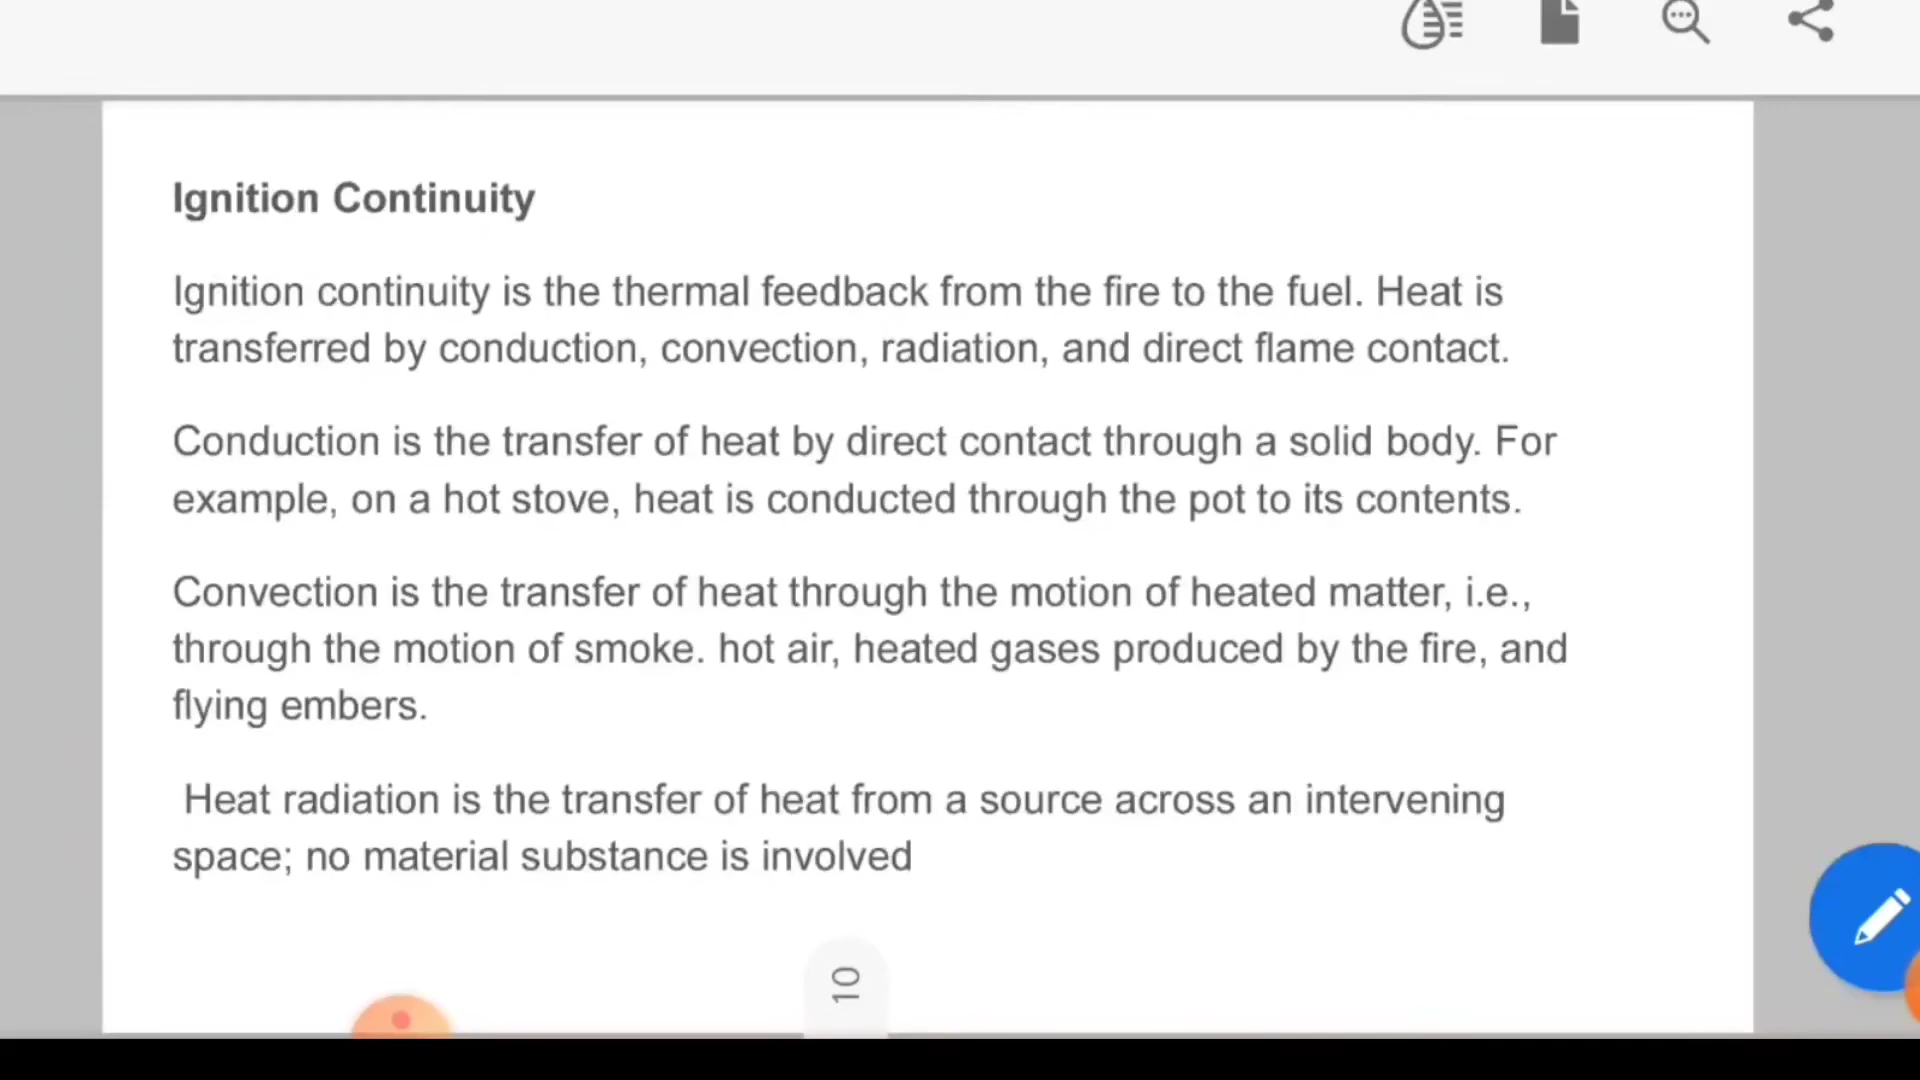 Ignition Continuity
Ignition continuity is the thermal feedback from the fire to the fuel. Heat is
transferred by conduction, convection, radiation, and direct flame contact.
Conduction is the transfer of heat by direct contact through a solid body. For
example, on a hot stove, heat is conducted through the pot to its contents.
Convection is the transfer of heat through the motion of heated matter, i.e.,
through the motion of smoke. hot air, heated gases produced by the fire, and
flying embers.
Heat radiation is the transfer of heat from a source across an intervening
space; no material substance is involved
10